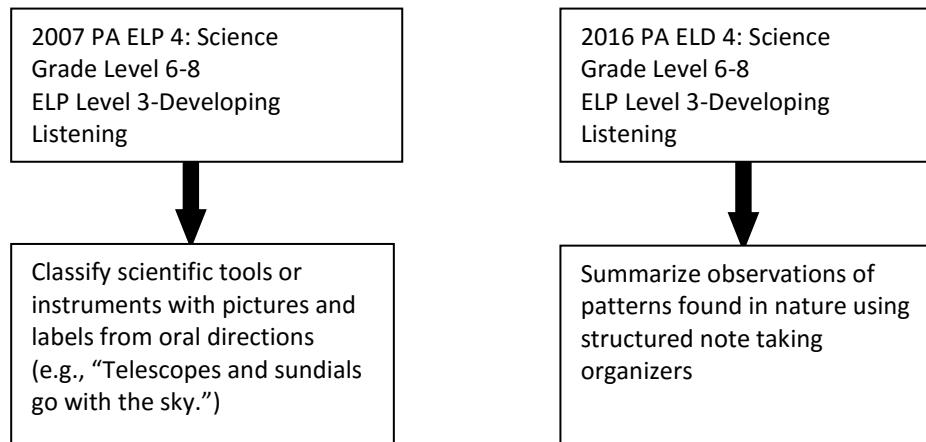 2007 PA ELP 4: Science
Grade Level 6-8
ELP Level 3-Developing
Listening
Classify scientific tools or
instruments with pictures and
labels from oral directions
(e.g., “Telescopes and sundials
go with the sky.”)
2016 PA ELD 4: Science
Grade Level 6-8
ELP Level 3-Developing
Listening
Summarize observations of
patterns found in nature using
structured note taking
organizers